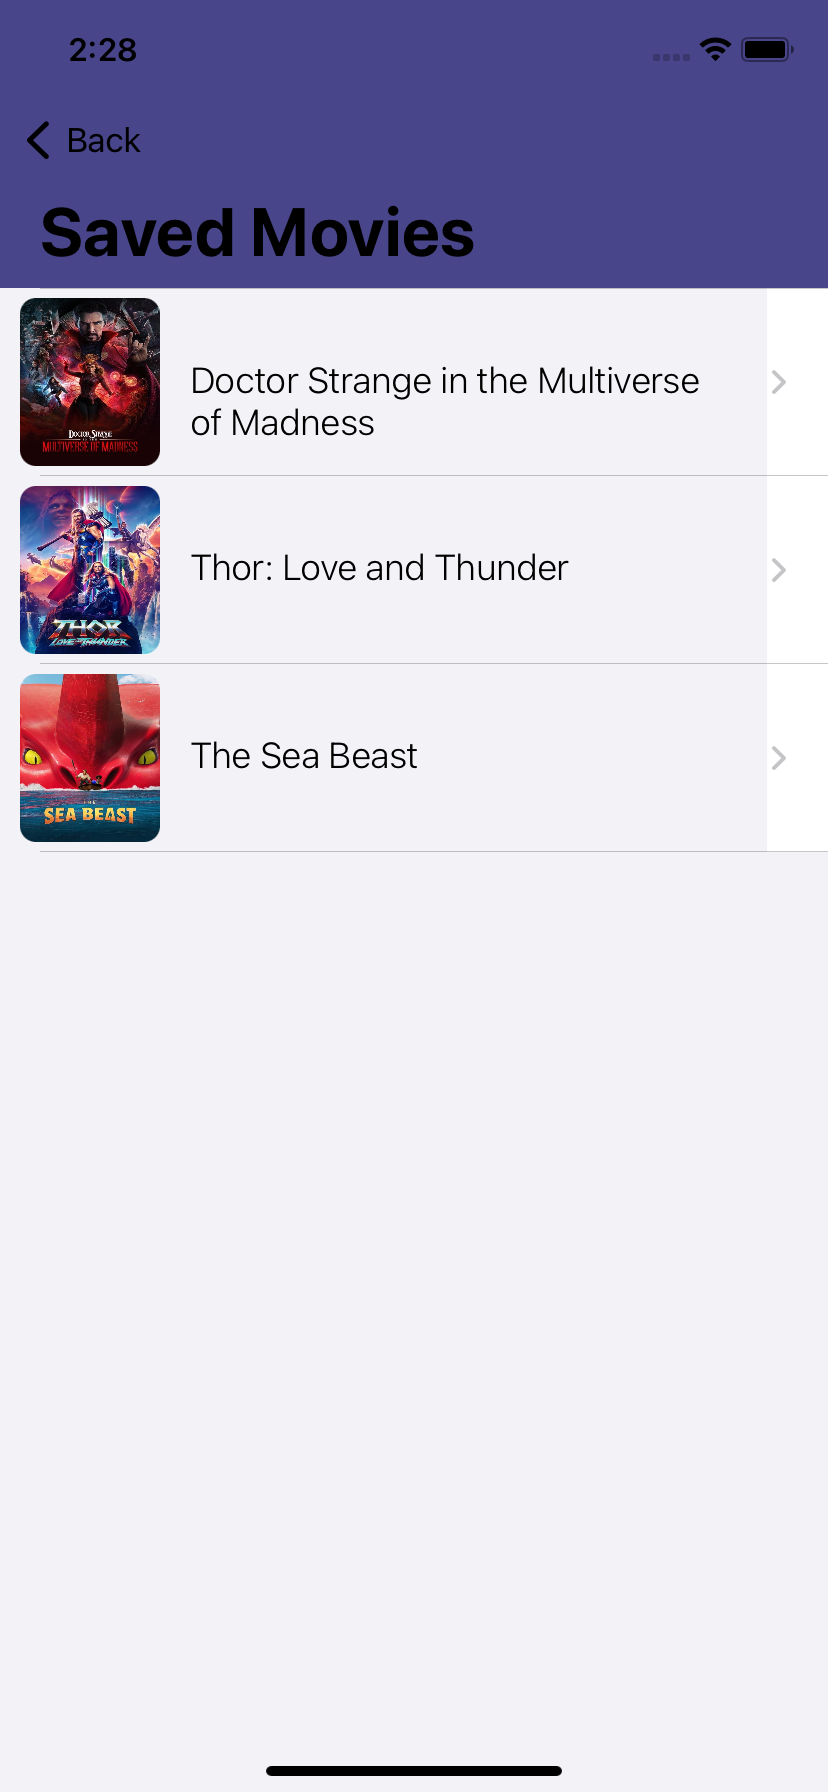 2:28
Back
Saved Movies
DOCTOR STRANGE
MULTIVERSE OF MADNESS
Doctor Strange in the Multiverse
of Madness
THOR
LOVE AND THUNDER
Thor: Love and Thunder
THE
SEA BEAST
The Sea Beast